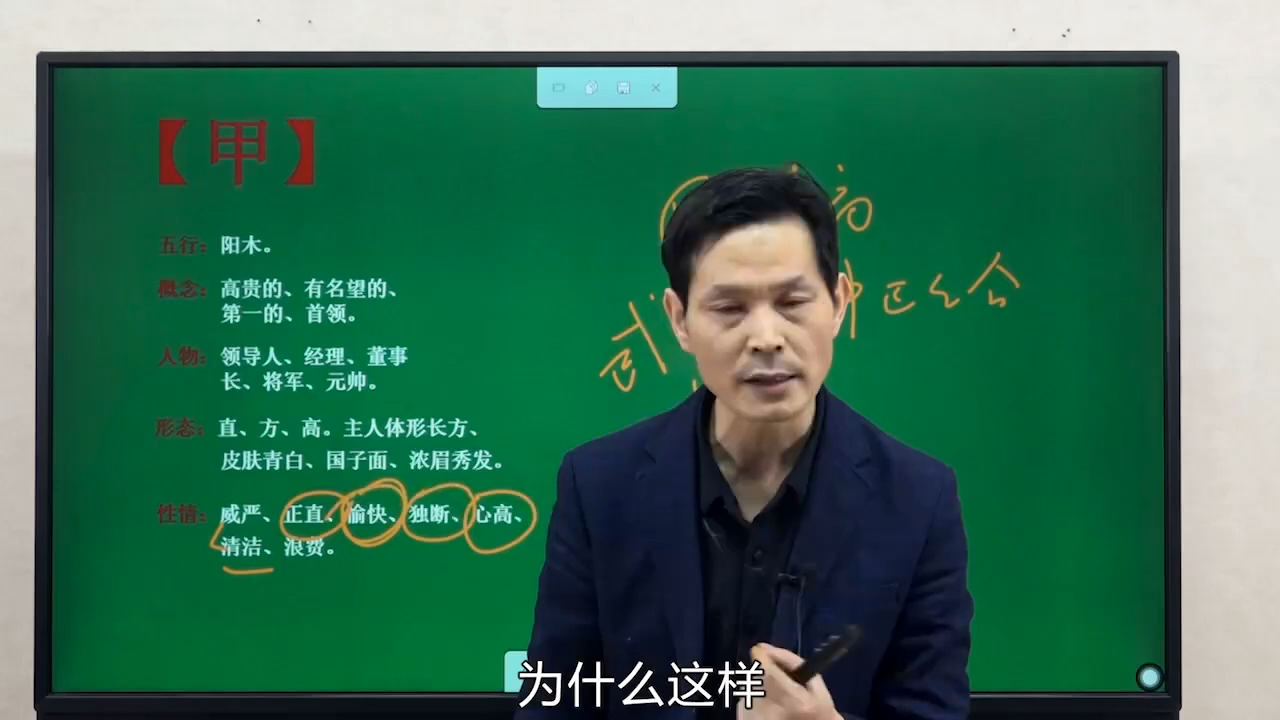 【甲】
五行：阳木。
概念：高贵的、有名望的、
第一的、首领。
人物：领导人、经理、董事
长、将军、元帅。
形态：直、方、高。主人体形长方、
皮肤青白、国子面、浓眉秀发。
性情：威严、正直、愉快、独断、心高、
清洁、浪费。
高
正
公
为什么这样